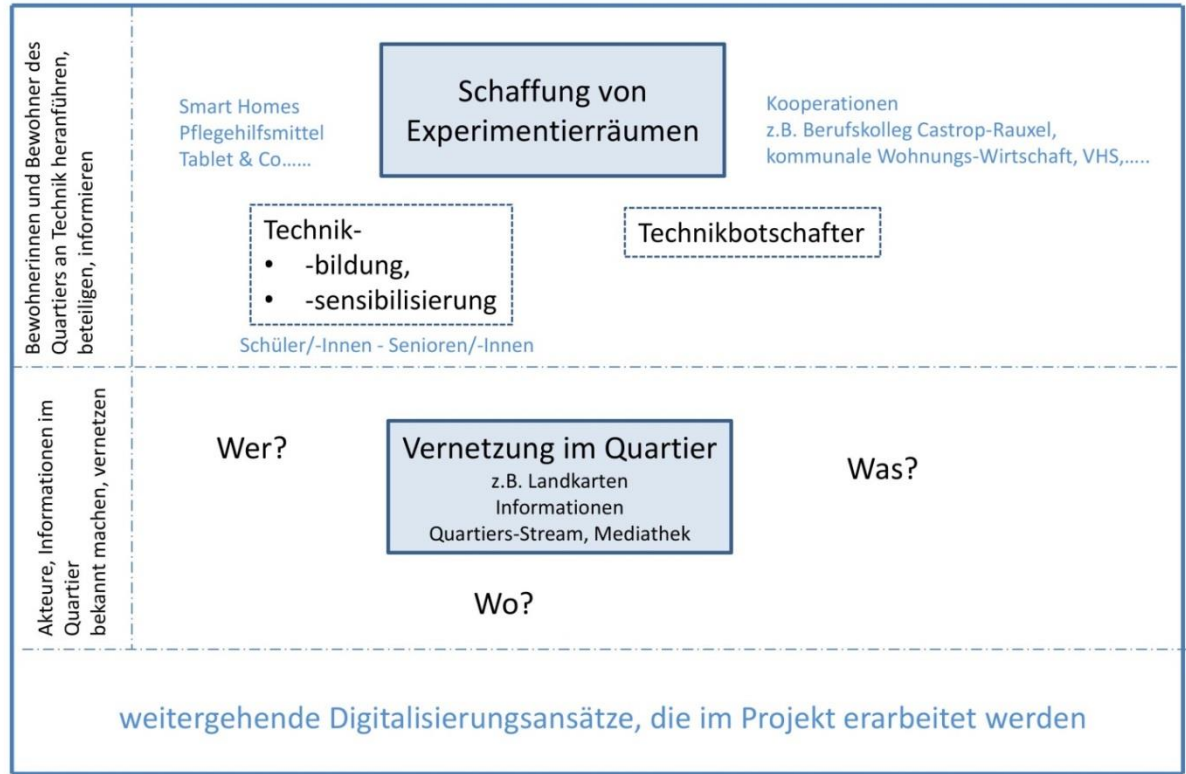 Bewohnerinnen und Bewohner des
Quartiers an Technik heranführen,
beteiligen, informieren
Schaffung von
Experimentierräumen
Smart Homes
Pflegehilfsmittel
Tablet & Co......
Kooperationen
z.B. Berufskolleg Castrop-Rauxel,
kommunale Wohnungs-Wirtschaft, VHS,.....
Technik-
• -bildung,
• -sensibilisierung
Technikbotschafter
Schüler/-Innen - Senioren/-Innen
Akteure, Informationen im
Quartier
bekannt machen, vernetzen
Wer?
Vernetzung im Quartier
z.B. Landkarten
Informationen
Quartiers-Stream, Mediathek
Was?
Wo?
weitergehende Digitalisierungsansätze, die im Projekt erarbeitet werden